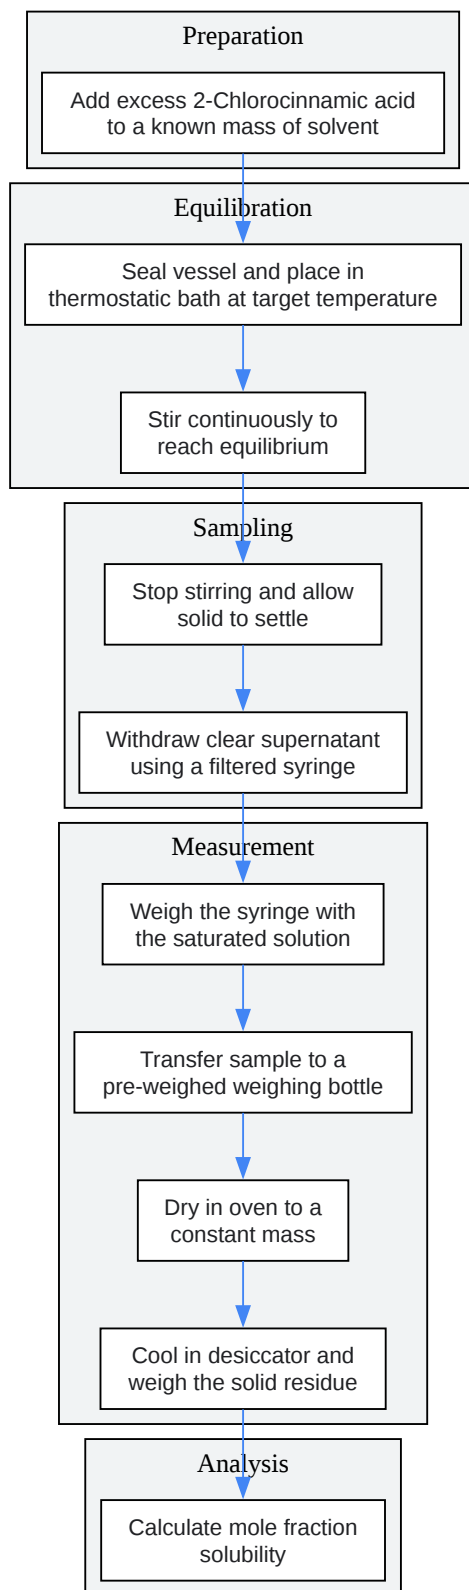 Preparation
Add excess 2-Chlorocinnamic acid
to a known mass of solvent
Equilibration
Seal vessel and place in
thermostatic bath at target temperature
Stir continuously to
reach equilibrium
Sampling
Stop stirring and allow
solid to settle
Withdraw clear supernatant
using a filtered syringe
Measurement
Weigh the syringe with
the saturated solution
Transfer sample to a
pre-weighed weighing bottle
Dry in oven to a
constant mass
Cool in desiccator and
weigh the solid residue
Analysis
Calculate mole fraction
solubility